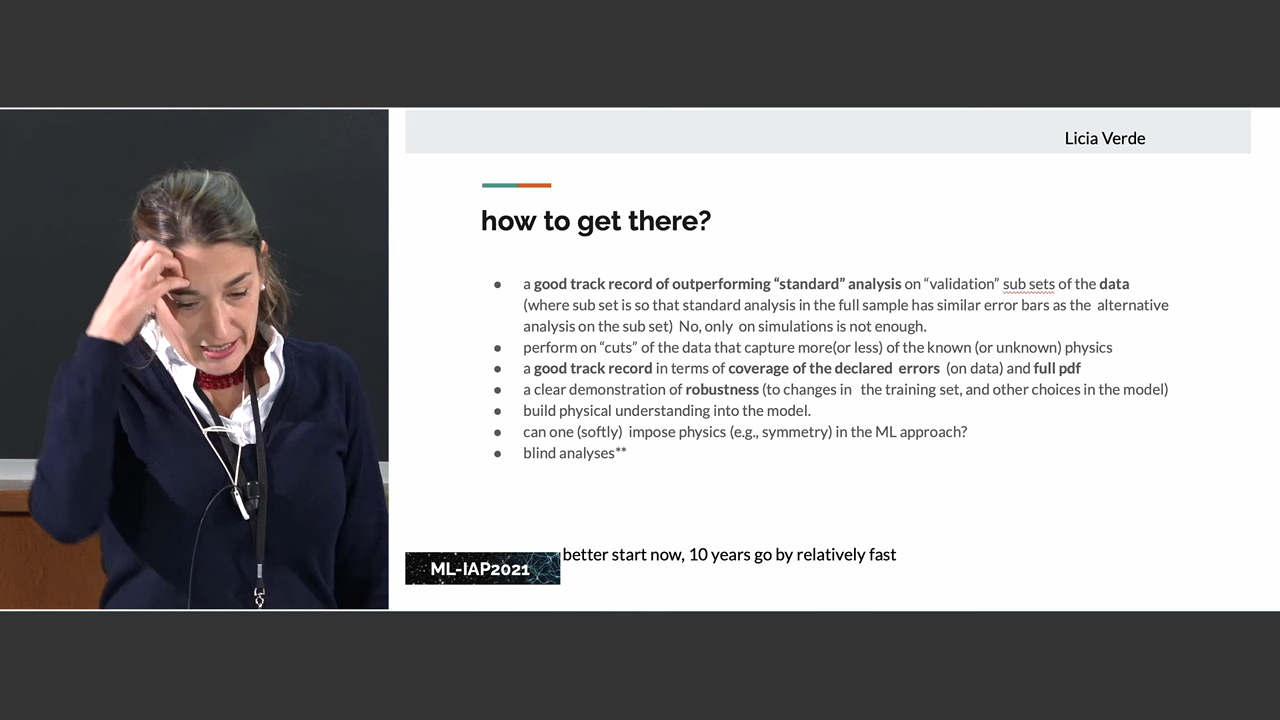 Licia Verde
how to get there?
● a good track record of outperforming “standard” analysis on “validation” sub sets of the data
(where sub set is so that standard analysis in the full sample has similar error bars as the alternative
analysis on the sub set) No, only on simulations is not enough.
● perform on “cuts” of the data that capture more(or less) of the known (or unknown) physics
● a good track record in terms of coverage of the declared errors (on data) and full pdf
● a clear demonstration of robustness (to changes in the training set, and other choices in the model)
● build physical understanding into the model.
● can one (softly) impose physics (e.g., symmetry) in the ML approach?
● blind analyses**
better start now, 10 years go by relatively fast
ML-IAP2021